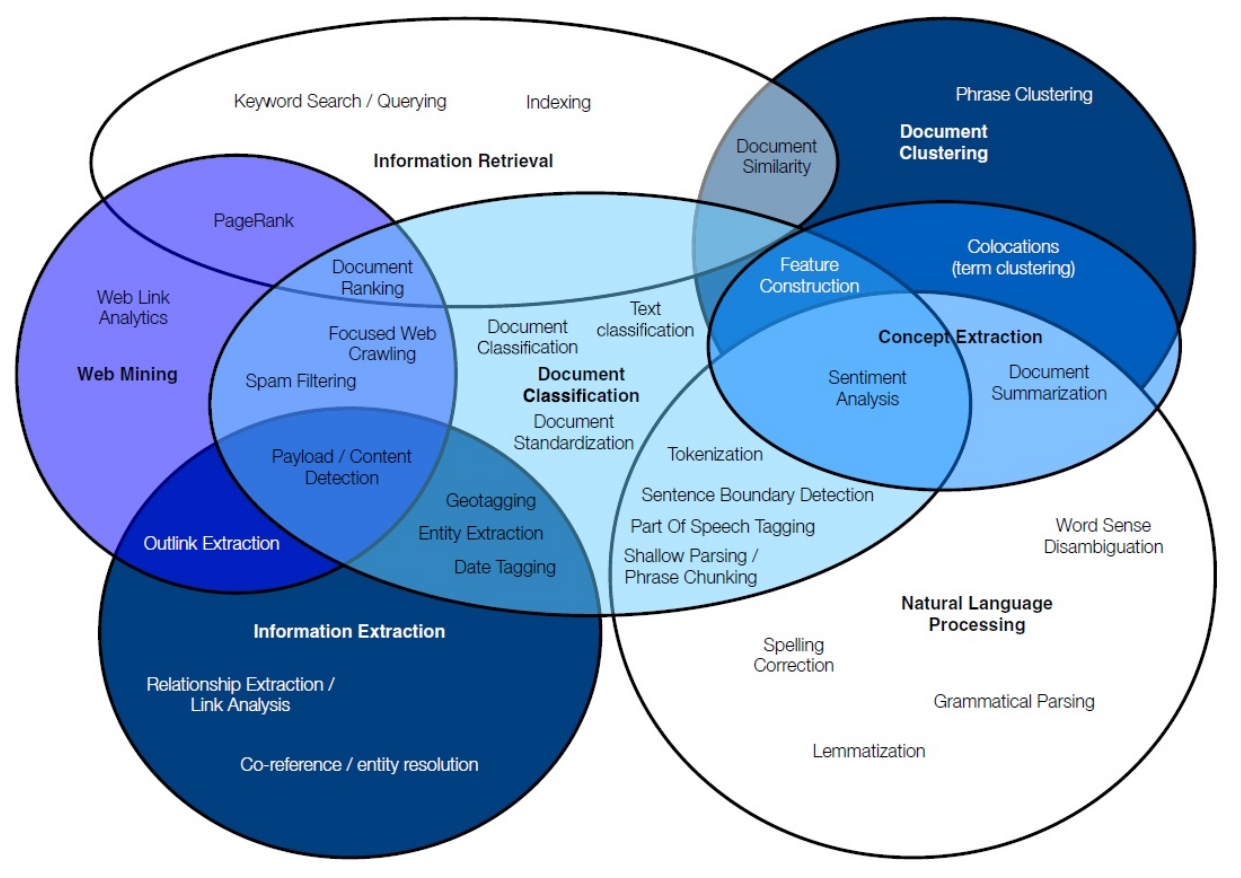 Keyword Search / Querying
Indexing
Information Retrieval
Phrase Clustering
Document
Clustering
Document
Similarity
PageRank
Document
Ranking
Feature
Construction
Colocations
(term clustering)
Web Link
Analytics
Web Mining
Focused Web
Crawling
Spam Filtering
Document
Classification
Text
classification
Document
Classification
Document
Standardization
Concept Extraction
Sentiment
Analysis
Document
Summarization
Payload / Content
Detection
Geotagging
Entity Extraction
Date Tagging
Tokenization
Sentence Boundary Detection
Part Of Speech Tagging
Shallow Parsing /
Phrase Chunking
Word Sense
Disambiguation
Outlink Extraction
Information Extraction
Relationship Extraction /
Link Analysis
Co-reference / entity resolution
Natural Language
Processing
Spelling
Correction
Grammatical Parsing
Lemmatization